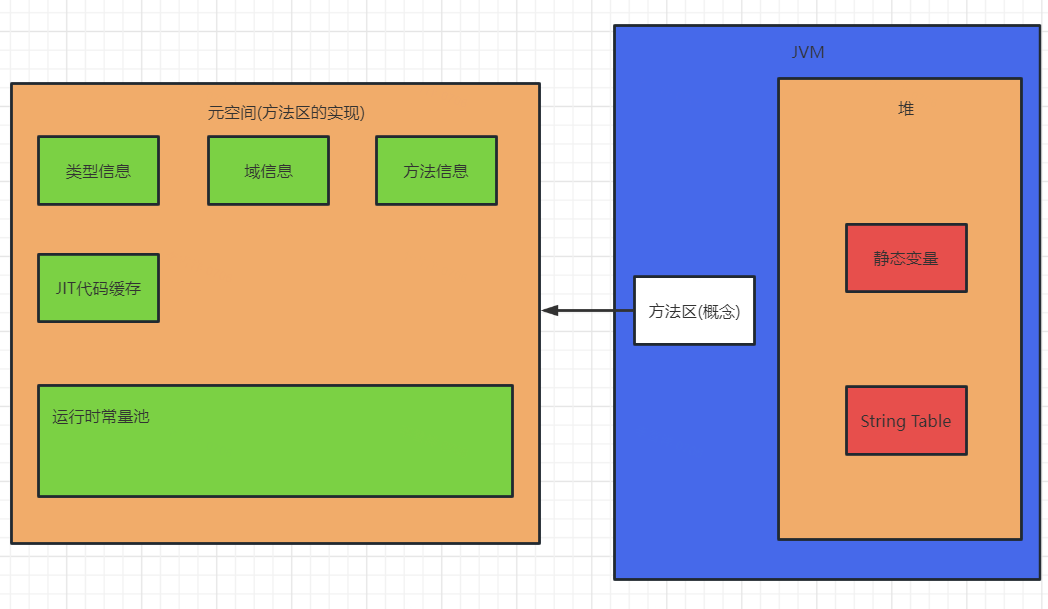 元空间(方法区的实现)
类型信息
域信息
方法信息
JIT代码缓存
运行时常量池
JVM
堆
静态变量
方法区(概念)
String Table